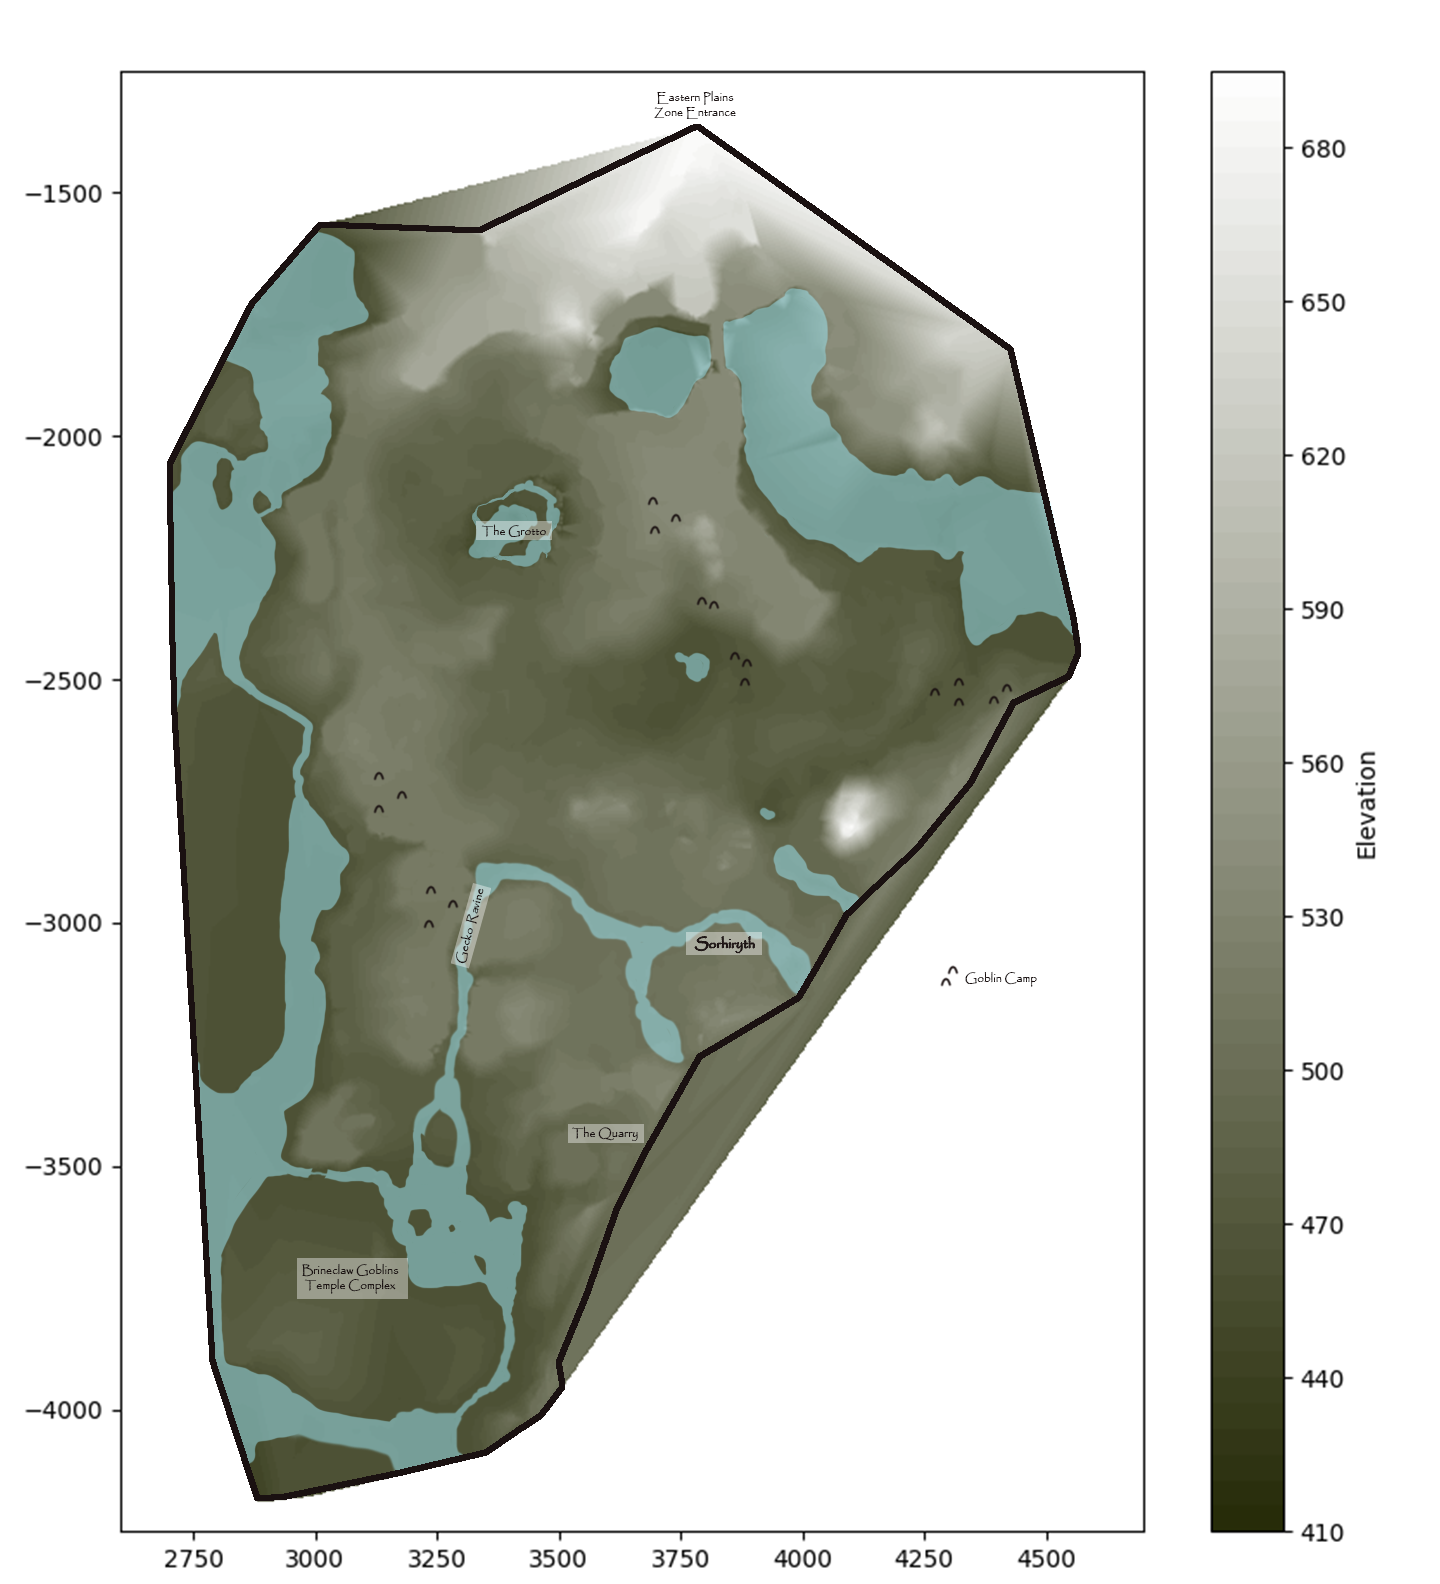 Eastern Plains
Zone Entrance
−1500
−2000
−2500
−3000
−3500
−4000
The Grotto
Gecko Ravine
Sorhiryth
Goblin Camp
The Quarry
Brineclaw Goblins
Temple Complex
2750 3000 3250 3500 3750 4000 4250 4500
680
650
620
590
560
530
500
470
440
410
Elevation